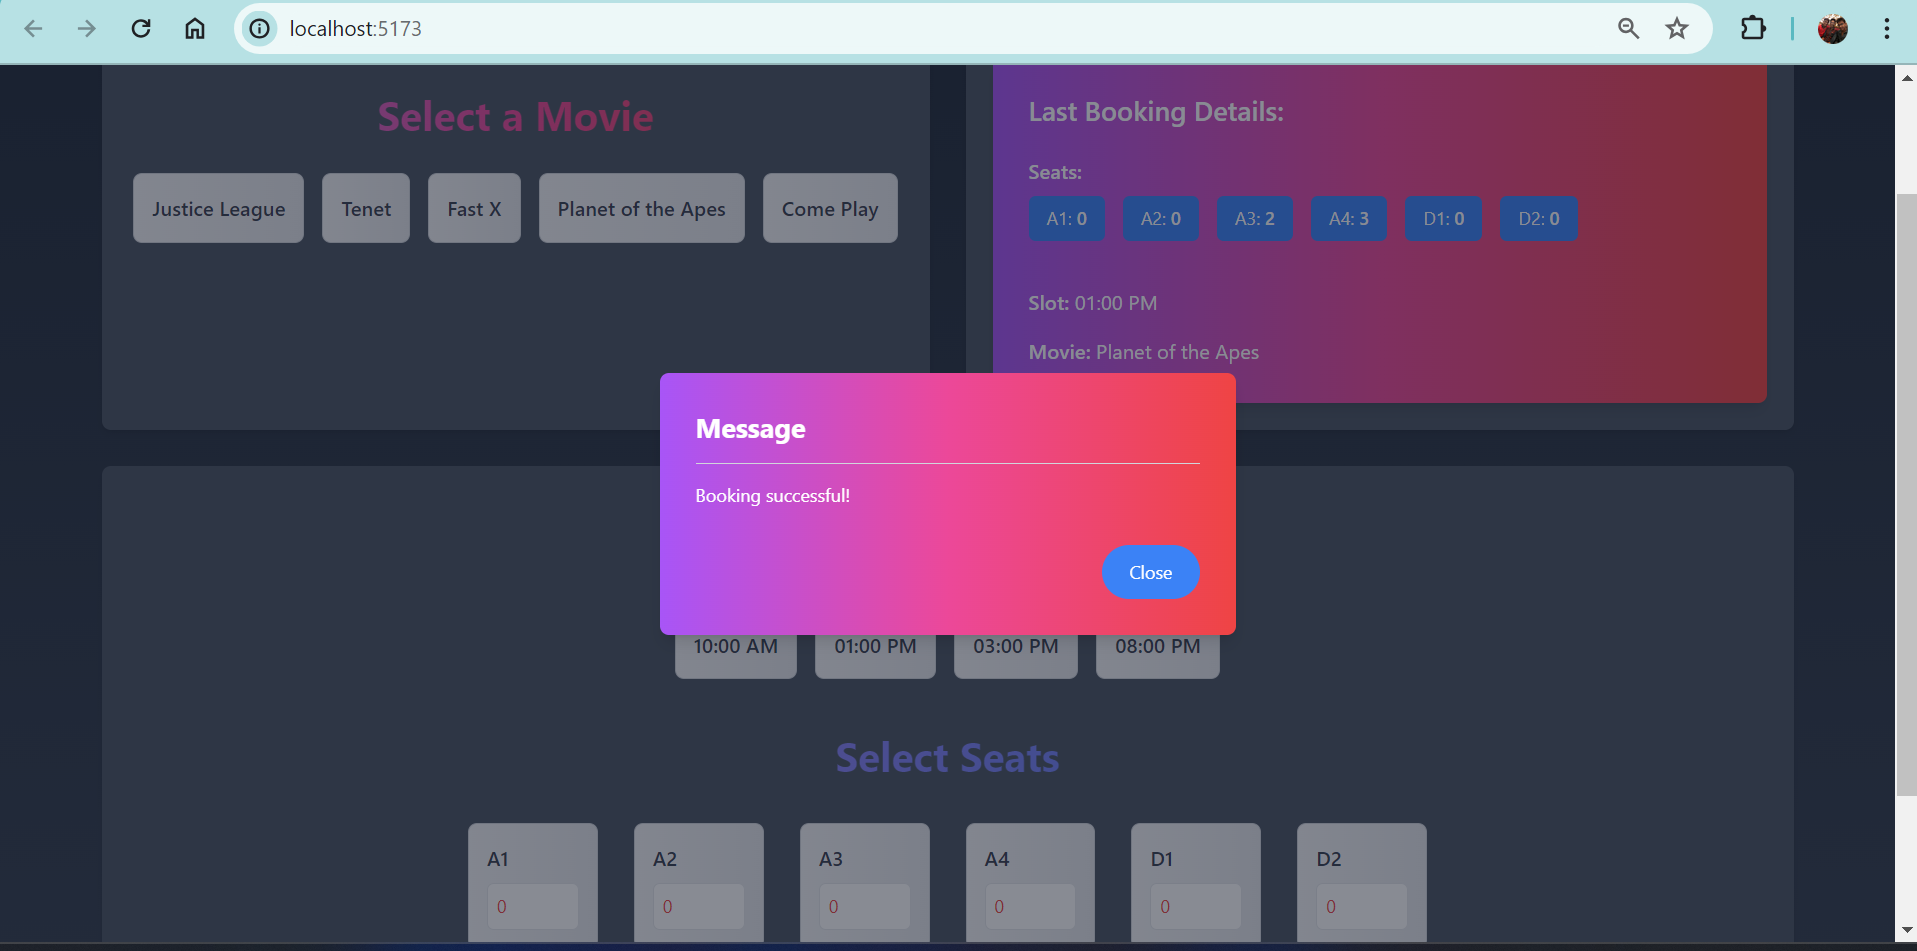 localhost:5173
Select a Movie
Justice League
Tenet
Fast X
Planet of the Apes
Come Play
Last Booking Details:
Seats:
A1: 0
A2: 0
A3: 2
A4: 3
D1: 0
D2: 0
Slot: 01:00 PM
Movie: Planet of the Apes
Message
Booking successful!
Close
10:00 AM
01:00 PM
03:00 PM
08:00 PM
Select Seats
A1
A2
A3
A4
D1
D2
0
0
0
0
0
0